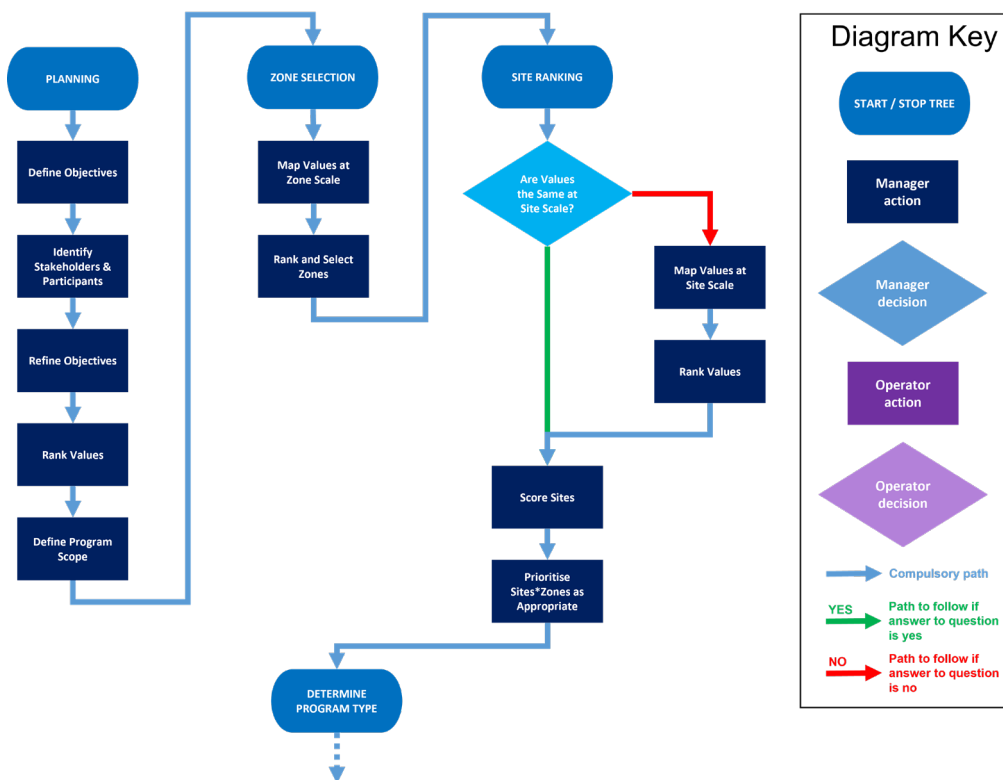 PLANNING
Define Objectives
Identify
Stakeholders &
Participants
Refine Objectives
Rank Values
Define Program
Scope
ZONE SELECTION
Map Values at
Zone Scale
Rank and Select
Zones
SITE RANKING
Are Values
the Same at
Site Scale?
Map Values at
Site Scale
Rank Values
Score Sites
Prioritise
Sites*Zones as
Appropriate
DETERMINE
PROGRAM TYPE
Diagram Key
START / STOP TREE
Manager
action
Manager
decision
Operator
action
Operator
decision
Compulsory path
YES
Path to follow if
answer to question
is yes
NO
Path to follow if
answer to question
is no